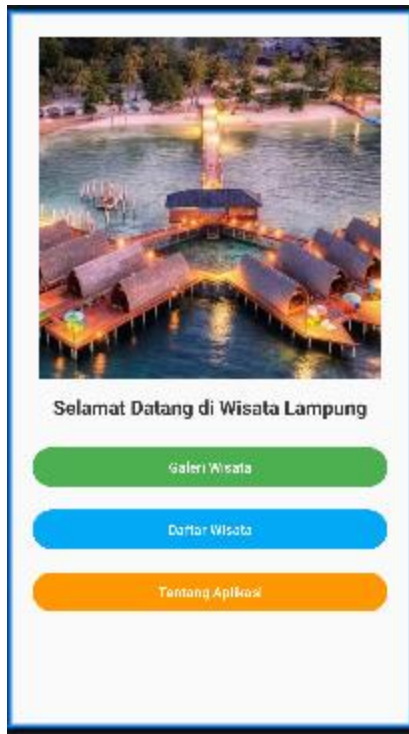 Selamat Datang di Wisata Lampung
Galeri Wisata
Daftar Wisata
Tentang Aplikasi